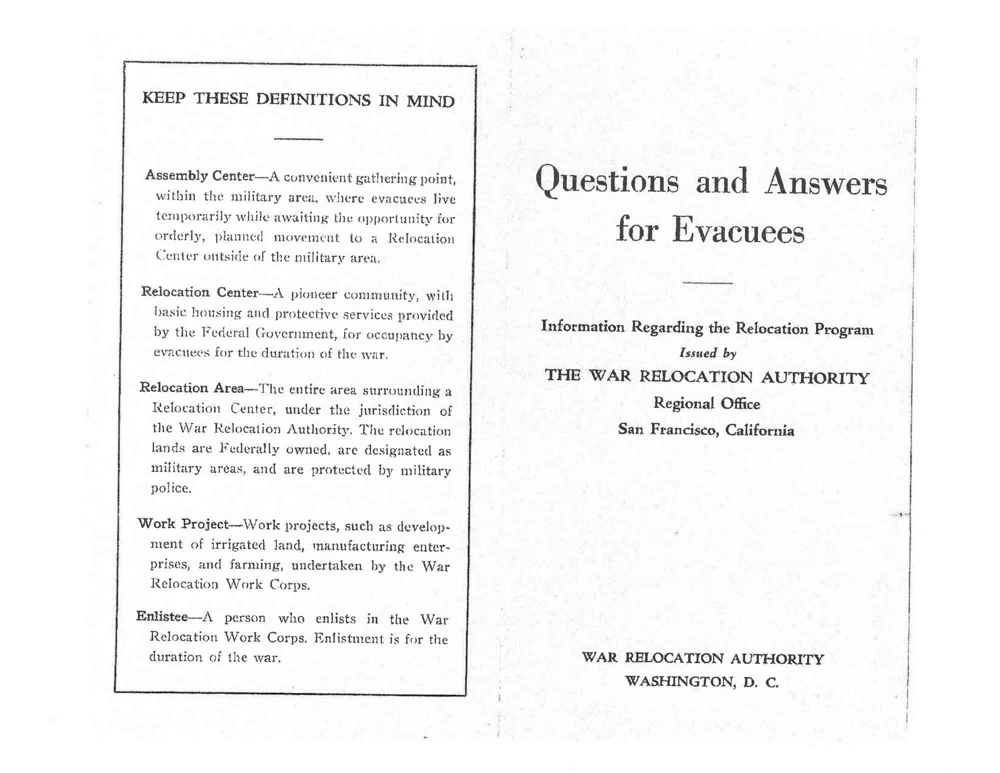 KEEP THESE DEFINITIONS IN MIND
Assembly Center—A convenient gathering point,
within the military area, where evacuees live
temporarily while awaiting the opportunity for
orderly, planned movement to a Relocation
Center outside of the military area.
Relocation Center—A pioneer community, with
basic housing and protective services provided
by the Federal Government, for occupancy by
evacuees for the duration of the war.
Relocation Area—The entire area surrounding a
Relocation Center, under the jurisdiction of
the War Relocation Authority. The relocation
lands are Federally owned, are designated as
military areas, and are protected by military
police.
Work Project—Work projects, such as develop-
ment of irrigated land, manufacturing enter-
prises, and farming, undertaken by the War
Relocation Work Corps.
Enlistee—A person who enlists in the War
Relocation Work Corps. Enlistment is for the
duration of the war.
Questions and Answers
for Evacuees
Information Regarding the Relocation Program
Issued by
THE WAR RELOCATION AUTHORITY
Regional Office
San Francisco, California
WAR RELOCATION AUTHORITY
WASHINGTON, D. C.